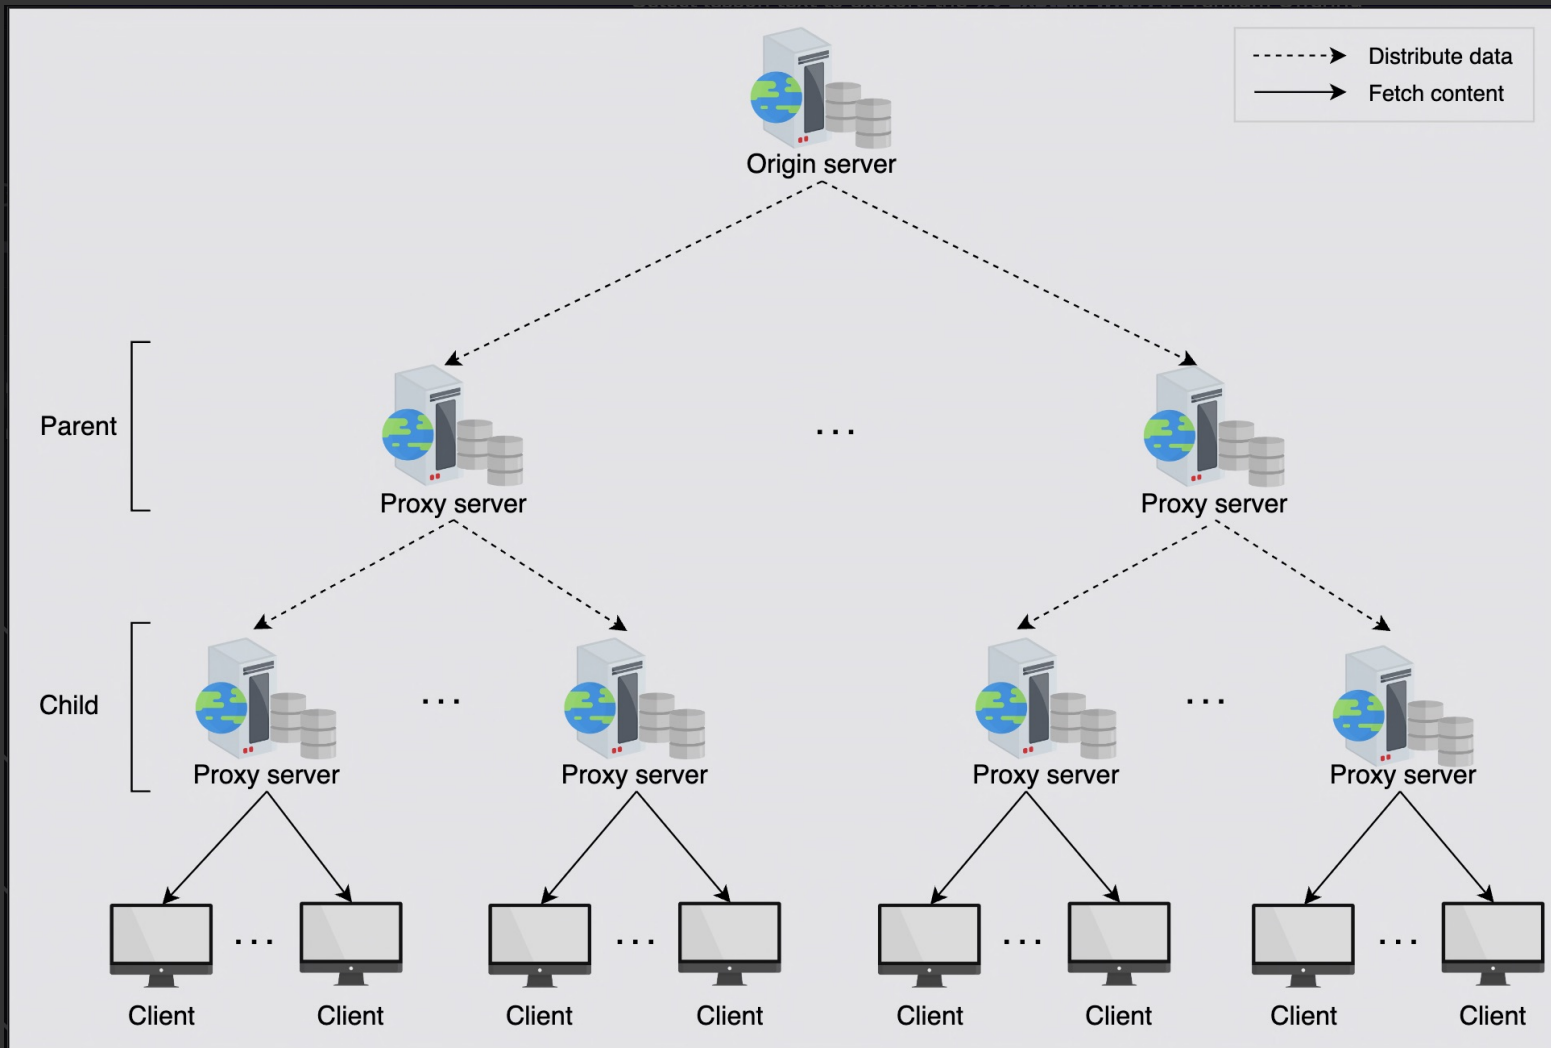 Distribute data
Fetch content
Origin server
Parent
...
Proxy server
Proxy server
Child
...
...
Proxy server
Proxy server
Proxy server
Proxy server
...
...
...
...
Client
Client
Client
Client
Client
Client
Client
Client